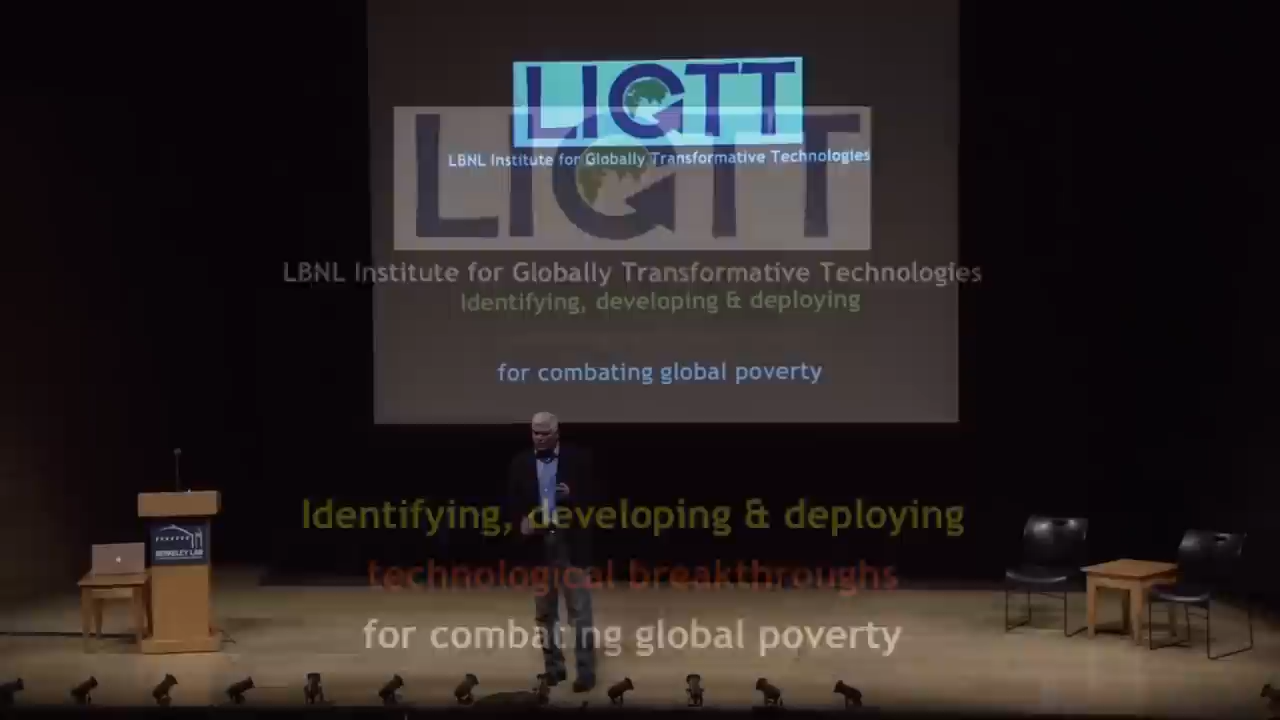 LIGTT
LBNL Institute for Globally Transformative Technologies
LIGTT
LBNL Institute for Globally Transformative Technologies
Identifying, developing & deploying
for combating global poverty
Identifying, developing & deploying
technological breakthroughs
for combating global poverty
BERKELEY LAB